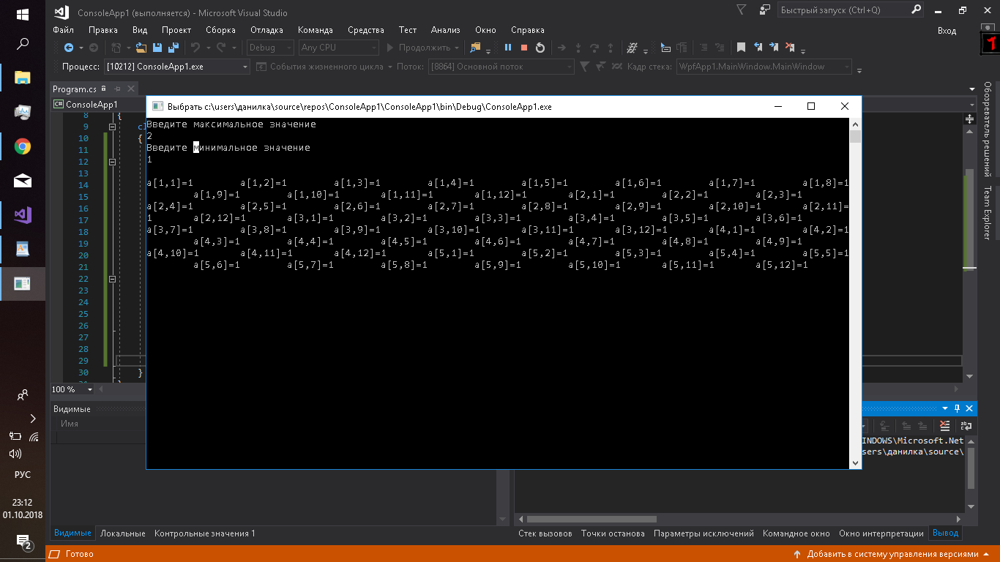 ConsoleApp1 (выполняется) - Microsoft Visual Studio
Быстрый запуск (Ctrl+Q)
Файл Правка Вид Проект Сборка Отладка Команда Средства Тест Анализ Окно Справка
Вход
Debug Any CPU Продолжить
Процесс: [10212] ConsoleApp1.exe События жизненного цикла Поток: [8864] Основной поток Кадр стека: WpfApp1.MainWindow.MainWindow
Program.cs
ConsoleApp1
Выбрать c:\users\данилка\source\repos\ConsoleApp1\ConsoleApp1\bin\Debug\ConsoleApp1.exe
Введите максимальное значение
2
Введите минимальное значение
1
a[1,1]=1 a[1,2]=1 a[1,3]=1 a[1,4]=1 a[1,5]=1 a[1,6]=1 a[1,7]=1 a[1,8]=1
a[1,9]=1 a[1,10]=1 a[1,11]=1 a[1,12]=1 a[2,1]=1 a[2,2]=1 a[2,3]=1
a[2,4]=1 a[2,5]=1 a[2,6]=1 a[2,7]=1 a[2,8]=1 a[2,9]=1 a[2,10]=1 a[2,11]=
1 a[2,12]=1 a[3,1]=1 a[3,2]=1 a[3,3]=1 a[3,4]=1 a[3,5]=1 a[3,6]=1
a[3,7]=1 a[3,8]=1 a[3,9]=1 a[3,10]=1 a[3,11]=1 a[3,12]=1 a[4,1]=1 a[4,2]=1
a[4,3]=1 a[4,4]=1 a[4,5]=1 a[4,6]=1 a[4,7]=1 a[4,8]=1 a[4,9]=1
a[4,10]=1 a[4,11]=1 a[4,12]=1 a[5,1]=1 a[5,2]=1 a[5,3]=1 a[5,4]=1 a[5,5]=1
a[5,6]=1 a[5,7]=1 a[5,8]=1 a[5,9]=1 a[5,10]=1 a[5,11]=1 a[5,12]=1
8 {
9 cl
10 {
11
12
13
14
15
16
17
18
19
20
21
22
23
24
25
26
27
28
29
30 }
100 %
Обозреватель решений
Team Explorer
Видимые
Имя
INDOWS\Microsoft.Net
sers\данилка\source\
Видимые Локальные Контрольные значения 1
Стек вызовов Точки останова Параметры исключений Командное окно Окно интерпретации Вывод
Готово
Добавить в систему управления версиями
РУС
23:12
01.10.2018
2